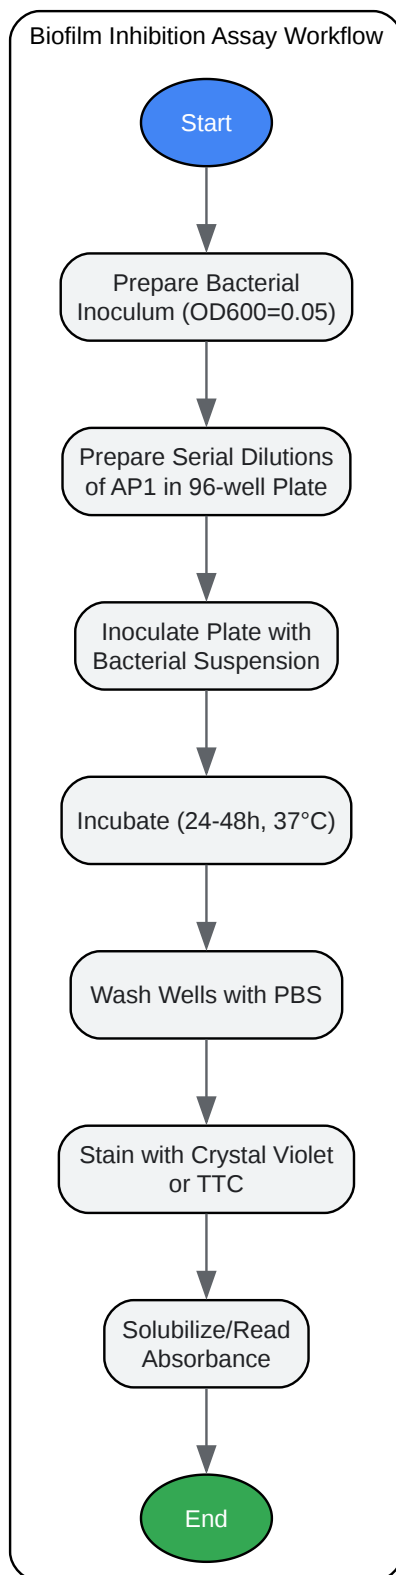 Biofilm Inhibition Assay Workflow
Start
Prepare Bacterial
Inoculum (OD600=0.05)
Prepare Serial Dilutions
of AP1 in 96-well Plate
Inoculate Plate with
Bacterial Suspension
Incubate (24-48h, 37°C)
Wash Wells with PBS
Stain with Crystal Violet
or TTC
Solubilize/Read
Absorbance
End